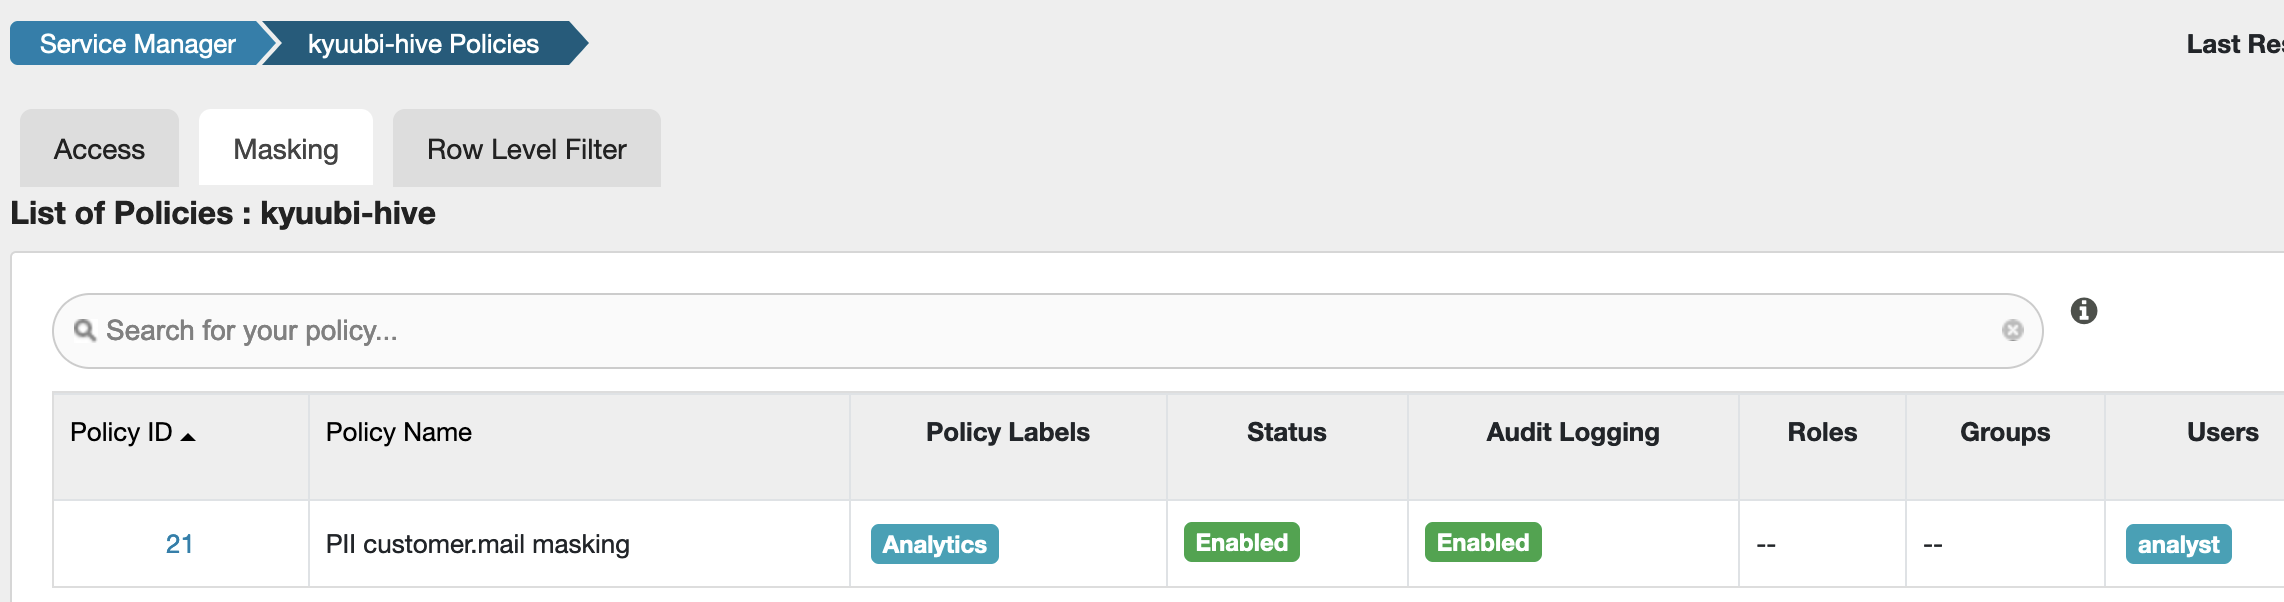 Service Manager kyuubi-hive Policies Last Res
Access Masking Row Level Filter
List of Policies : kyuubi-hive
Search for your policy...
Policy ID Policy Name Policy Labels Status Audit Logging Roles Groups Users
21 PII customer.mail masking Analytics Enabled Enabled -- -- analyst